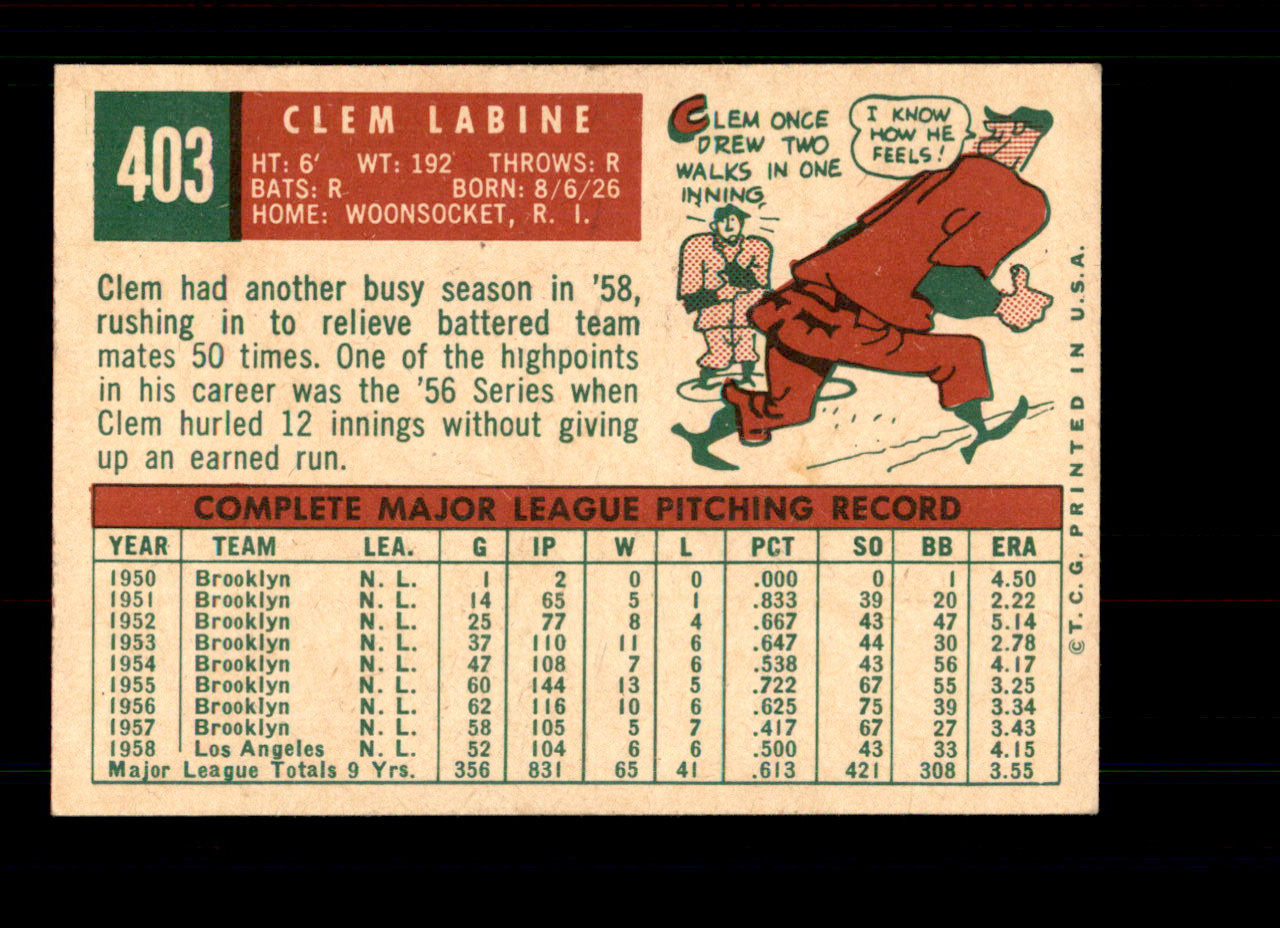 403
CLEM LABINE
HT: 6' WT: 192 THROWS: R
BATS: R BORN: 8/6/26
HOME: WOONSOCKET, R. I.
CLEM ONCE
DREW TWO
WALKS IN ONE
INNING
I KNOW
HOW HE
FEELS!
Clem had another busy season in '58,
rushing in to relieve battered team
mates 50 times. One of the highpoints
in his career was the '56 Series when
Clem hurled 12 innings without giving
up an earned run.
COMPLETE MAJOR LEAGUE PITCHING RECORD
YEAR TEAM LEA. G IP W L PCT SO BB ERA
1950 Brooklyn N. L. 1 2 0 0 .000 0 1 4.50
1951 Brooklyn N. L. 14 65 5 1 .833 39 20 2.22
1952 Brooklyn N. L. 25 77 8 4 .667 43 47 5.14
1953 Brooklyn N. L. 37 110 11 6 .647 44 30 2.78
1954 Brooklyn N. L. 47 108 7 6 .538 43 56 4.17
1955 Brooklyn N. L. 60 144 13 5 .722 67 55 3.25
1956 Brooklyn N. L. 62 116 10 6 .625 75 39 3.34
1957 Brooklyn N. L. 58 105 5 7 .417 67 27 3.43
1958 Los Angeles N. L. 52 104 6 6 .500 43 33 4.15
Major League Totals 9 Yrs. 356 831 65 41 .613 421 308 3.55
© T. C. G. PRINTED IN U.S.A.